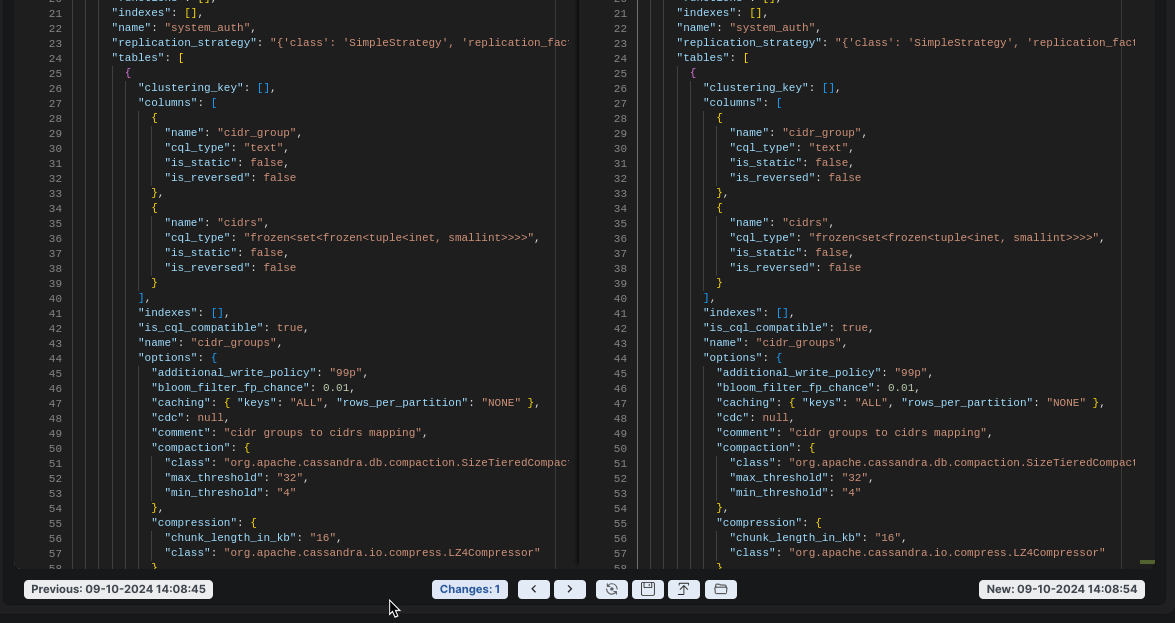 21 "indexes": [],
22 "name": "system_auth",
23 "replication_strategy": "{'class': 'SimpleStrategy', 'replication_fact
24 "tables": [
25 {
26 "clustering_key": [],
27 "columns": [
28 {
29 "name": "cidr_group",
30 "cql_type": "text",
31 "is_static": false,
32 "is_reversed": false
33 },
34 {
35 "name": "cidrs",
36 "cql_type": "frozen<set<frozen<tuple<inet, smallint>>>>",
37 "is_static": false,
38 "is_reversed": false
39 }
40 ],
41 "indexes": [],
42 "is_cql_compatible": true,
43 "name": "cidr_groups",
44 "options": {
45 "additional_write_policy": "99p",
46 "bloom_filter_fp_chance": 0.01,
47 "caching": { "keys": "ALL", "rows_per_partition": "NONE" },
48 "cdc": null,
49 "comment": "cidr groups to cidrs mapping",
50 "compaction": {
51 "class": "org.apache.cassandra.db.compaction.SizeTieredCompact
52 "max_threshold": "32",
53 "min_threshold": "4"
54 },
55 "compression": {
56 "chunk_length_in_kb": "16",
57 "class": "org.apache.cassandra.io.compress.LZ4Compressor"
58 }
21 "indexes": [],
22 "name": "system_auth",
23 "replication_strategy": "{'class': 'SimpleStrategy', 'replication_fact
24 "tables": [
25 {
26 "clustering_key": [],
27 "columns": [
28 {
29 "name": "cidr_group",
30 "cql_type": "text",
31 "is_static": false,
32 "is_reversed": false
33 },
34 {
35 "name": "cidrs",
36 "cql_type": "frozen<set<frozen<tuple<inet, smallint>>>>",
37 "is_static": false,
38 "is_reversed": false
39 }
40 ],
41 "indexes": [],
42 "is_cql_compatible": true,
43 "name": "cidr_groups",
44 "options": {
45 "additional_write_policy": "99p",
46 "bloom_filter_fp_chance": 0.01,
47 "caching": { "keys": "ALL", "rows_per_partition": "NONE" },
48 "cdc": null,
49 "comment": "cidr groups to cidrs mapping",
50 "compaction": {
51 "class": "org.apache.cassandra.db.compaction.SizeTieredCompact
52 "max_threshold": "32",
53 "min_threshold": "4"
54 },
55 "compression": {
56 "chunk_length_in_kb": "16",
57 "class": "org.apache.cassandra.io.compress.LZ4Compressor"
58 }
Previous: 09-10-2024 14:08:45
Changes: 1
New: 09-10-2024 14:08:54